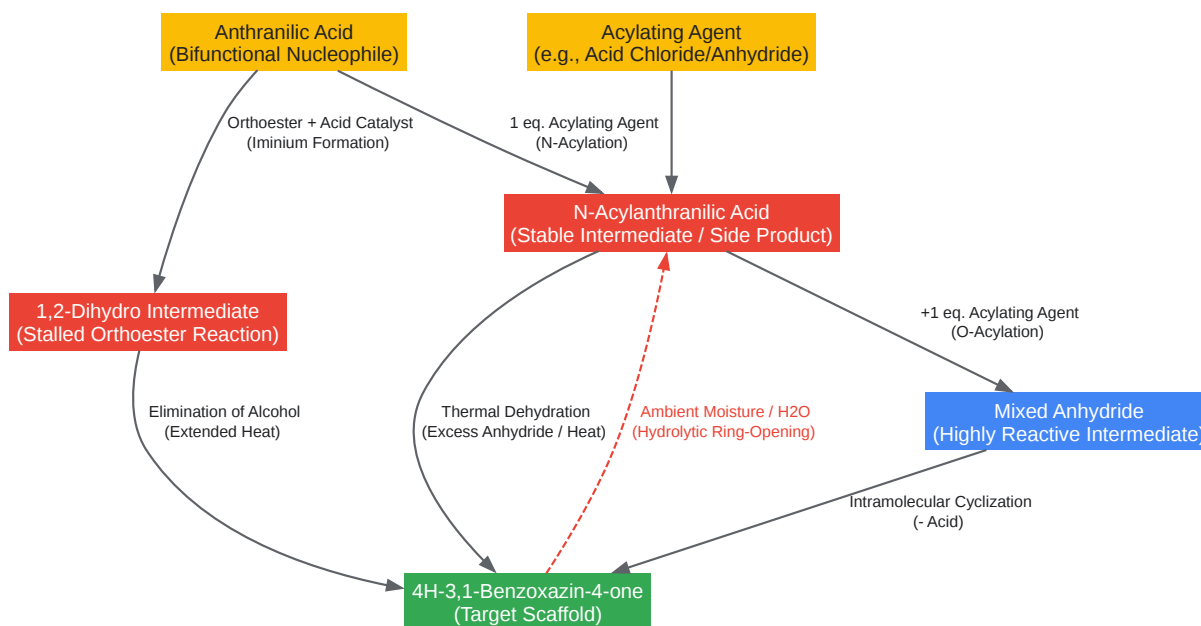 Anthranilic Acid
(Bifunctional Nucleophile)
Acylating Agent
(e.g., Acid Chloride/Anhydride)
Orthoester + Acid Catalyst
(Iminium Formation)
1 eq. Acylating Agent
(N-Acylation)
N-Acylanthranilic Acid
(Stable Intermediate / Side Product)
1,2-Dihydro Intermediate
(Stalled Orthoester Reaction)
+1 eq. Acylating Agent
(O-Acylation)
Elimination of Alcohol
(Extended Heat)
Thermal Dehydration
(Excess Anhydride / Heat)
Ambient Moisture / H2O
(Hydrolytic Ring-Opening)
Mixed Anhydride
(Highly Reactive Intermediate)
Intramolecular Cyclization
(- Acid)
4H-3,1-Benzoxazin-4-one
(Target Scaffold)